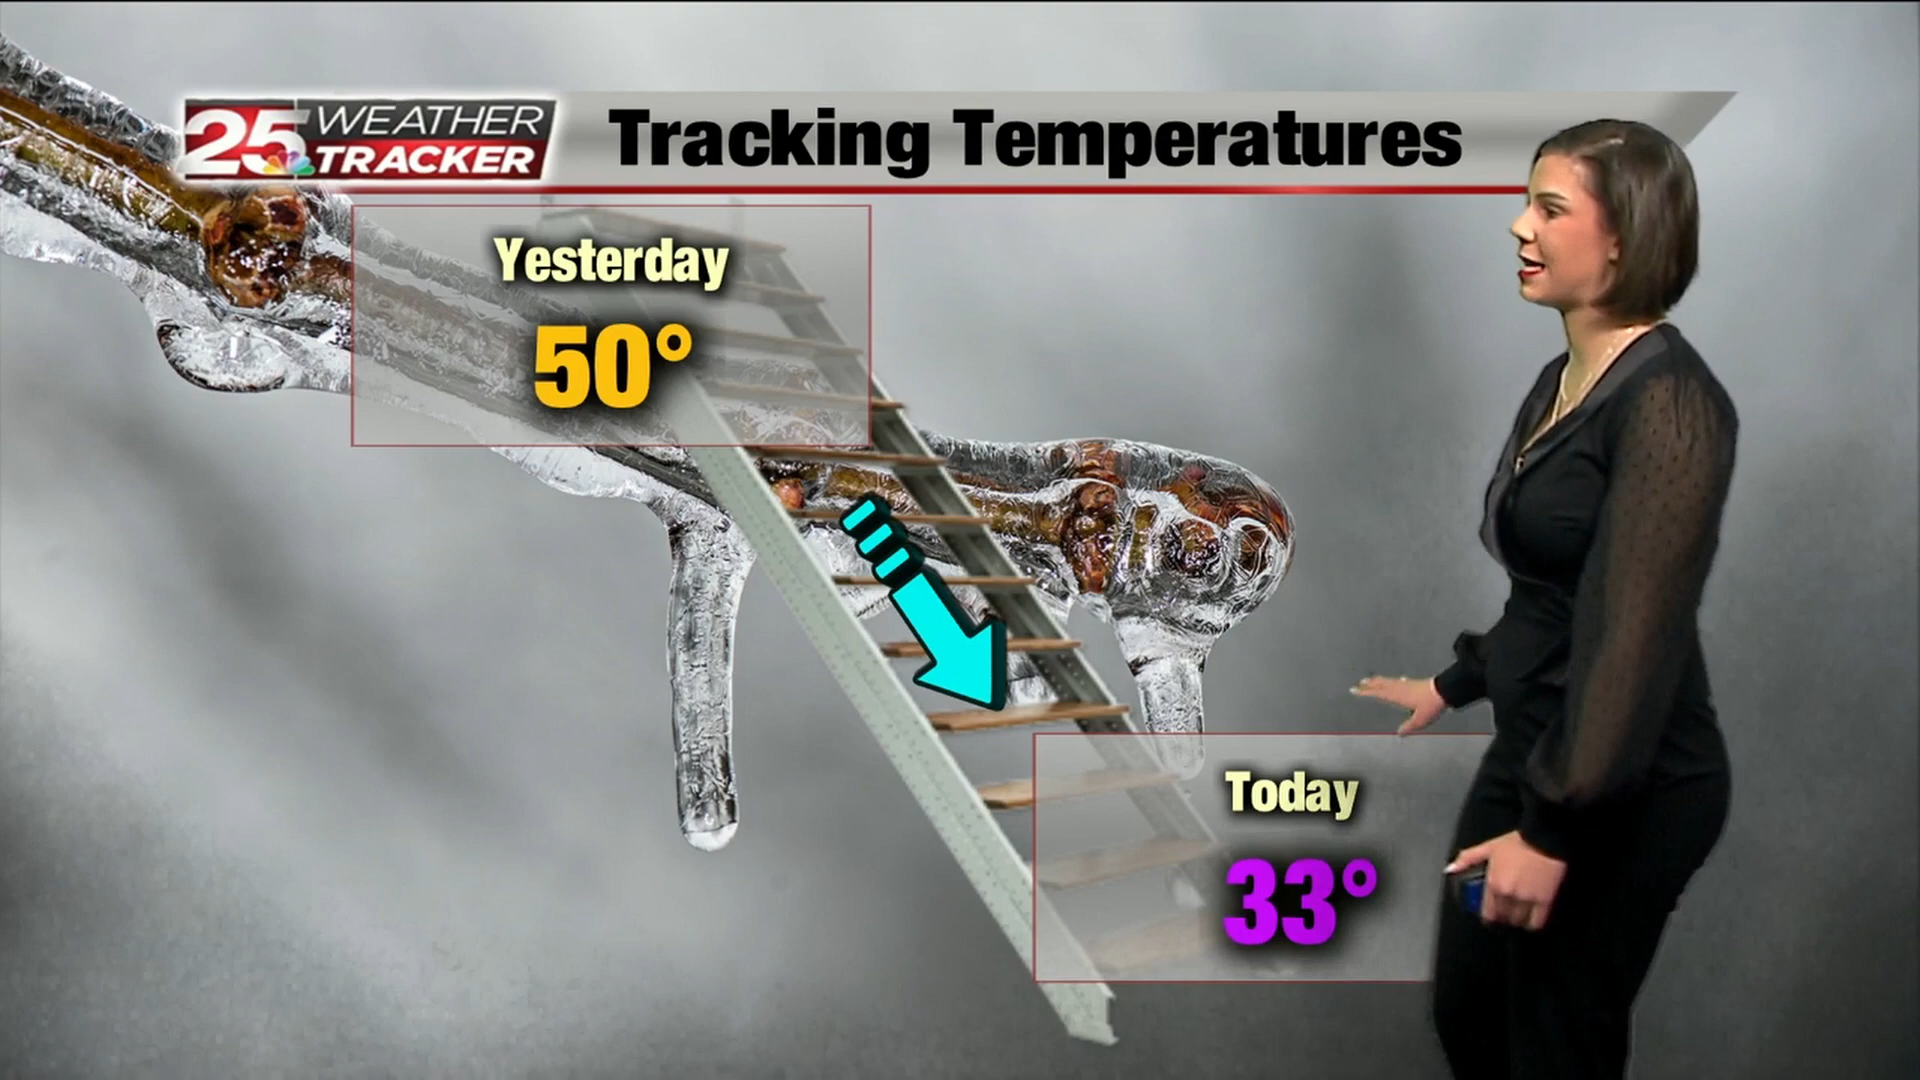 25 WEATHER
TRACKER
Tracking Temperatures
Yesterday
50°
Today
33°